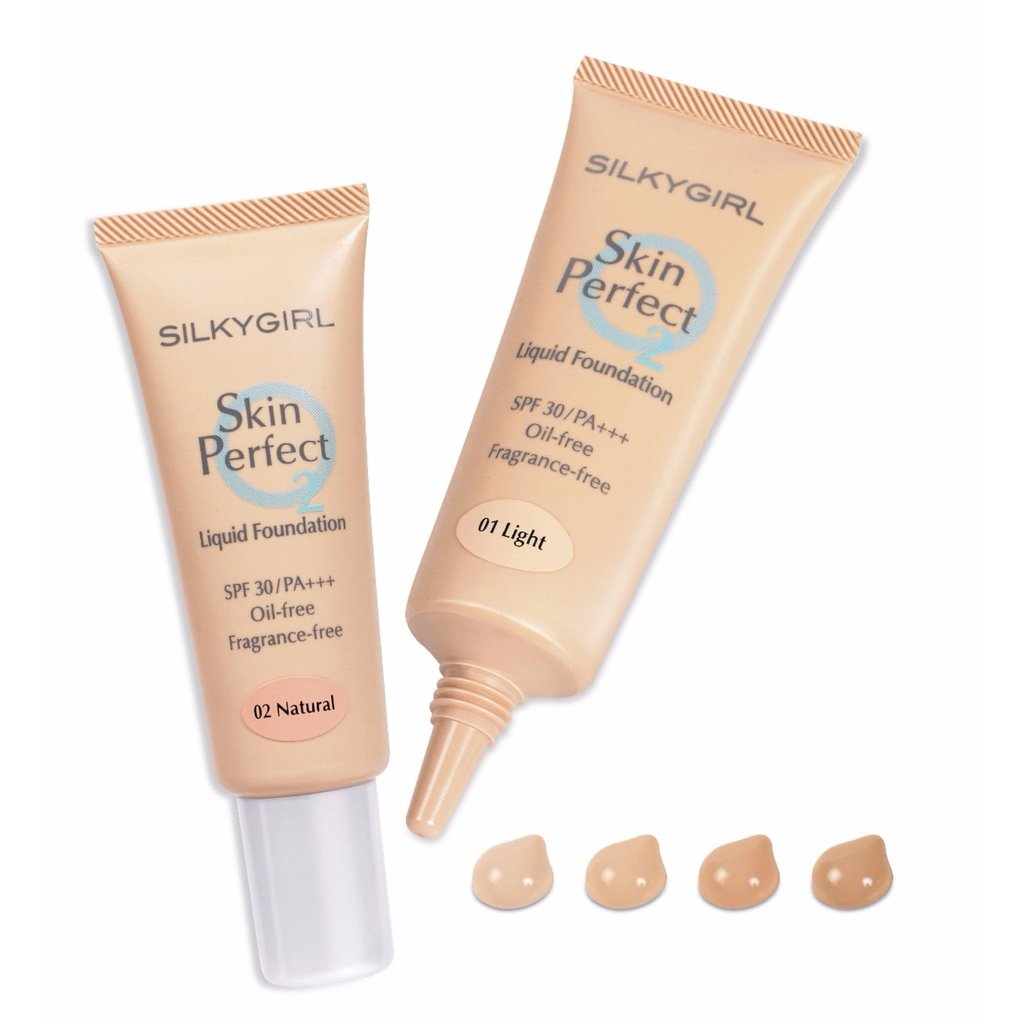 SILKYGIRL
Skin
Perfect
O2
Liquid Foundation
SPF 30/PA+++
Oil-free
Fragrance-free
02 Natural
SILKYGIRL
Skin
Perfect
O2
Liquid Foundation
SPF 30/PA+++
Oil-free
Fragrance-free
01 Light